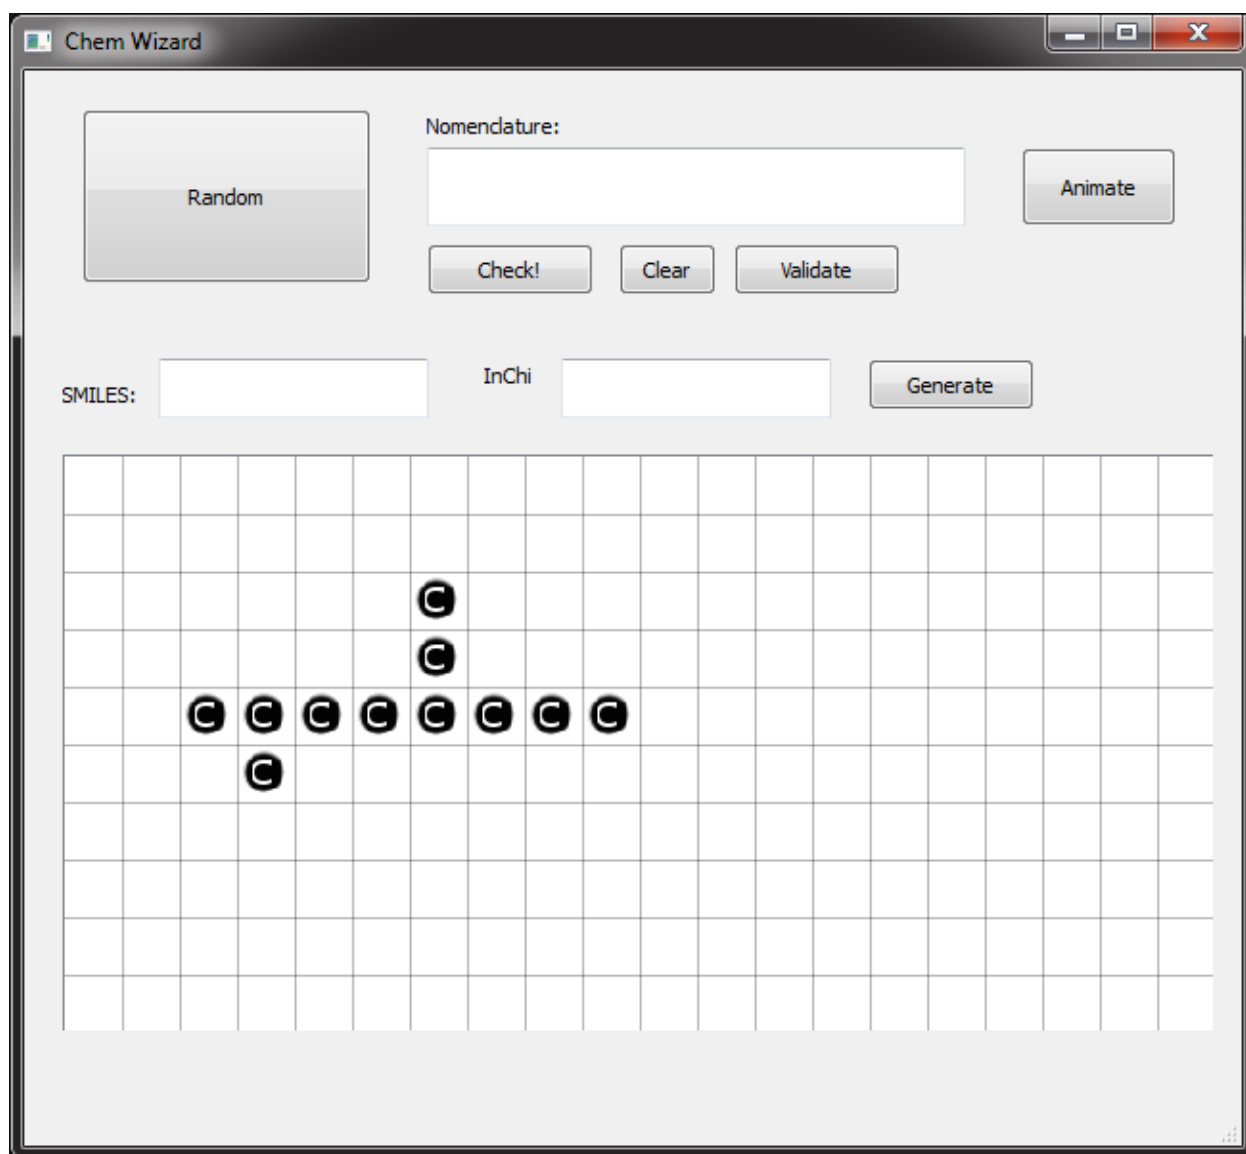 Chem Wizard
Random
Nomenclature:
Animate
Check! Clear Validate
SMILES: InChi Generate
C
C
C C C C C C C C
C